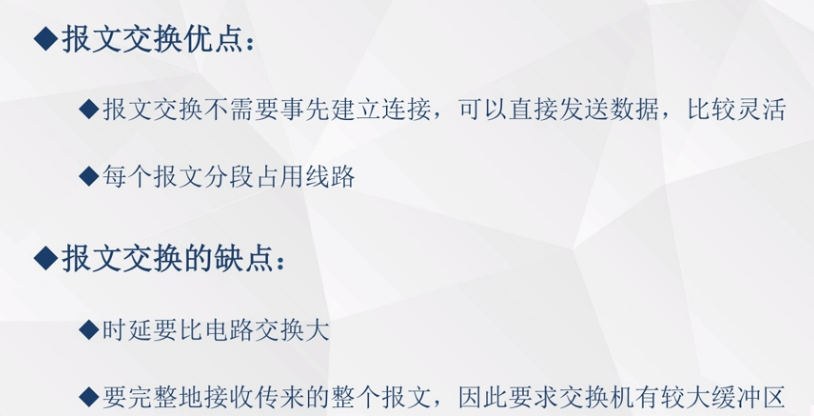 ◆报文交换优点：
◆报文交换不需要事先建立连接，可以直接发送数据，比较灵活
◆每个报文分段占用线路
◆报文交换的缺点：
◆时延要比电路交换大
◆要完整地接收传来的整个报文，因此要求交换机有较大缓冲区